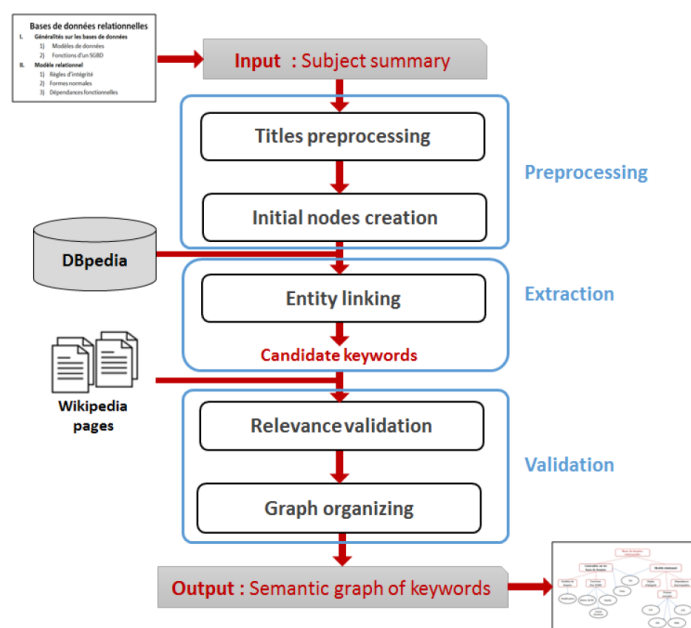 Bases de données relationnelles
I. Généralités sur les bases de données
1) Modèles de données
2) Fonctions d'un SGBD
II. Modèle relationnel
1) Règles d'intégrité
2) Formes normales
3) Dépendances fonctionnelles
Input : Subject summary
Titles preprocessing
Preprocessing
Initial nodes creation
DBpedia
Entity linking
Extraction
Candidate keywords
Wikipedia
pages
Relevance validation
Validation
Graph organizing
Output : Semantic graph of keywords